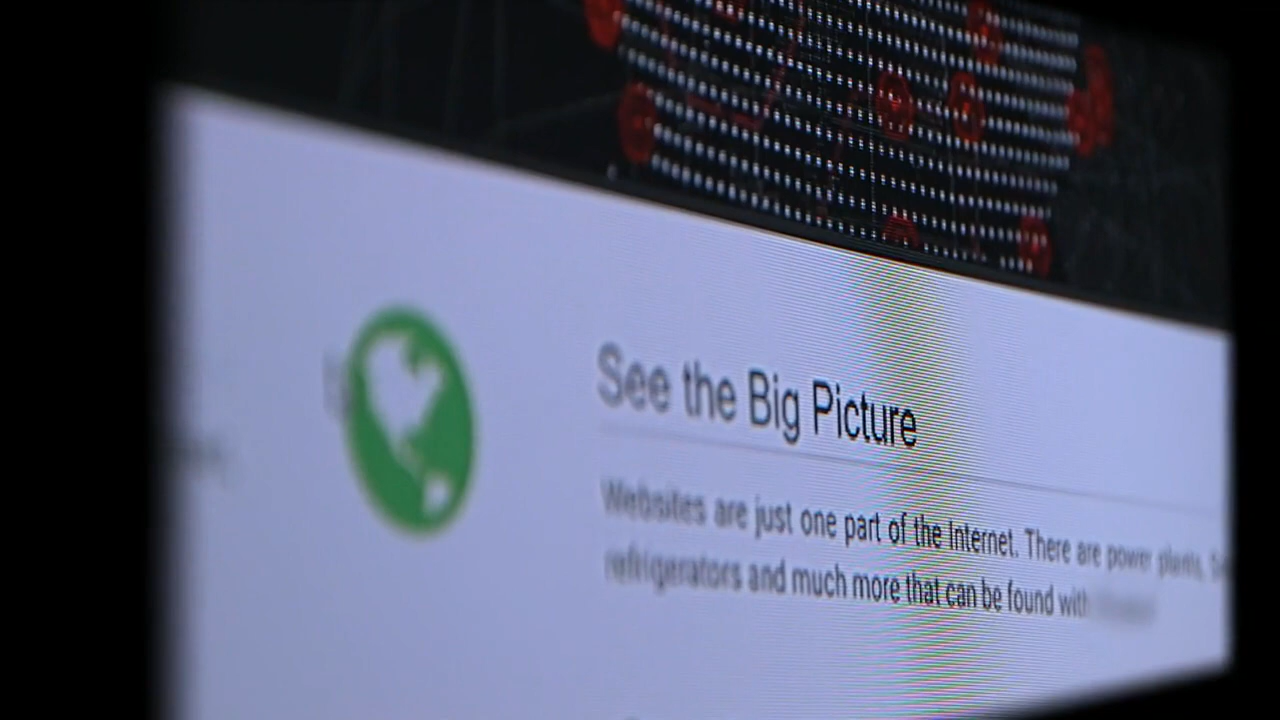 See the Big Picture
Websites are just one part of the Internet. There are power plants,
refrigerators and much more that can be found with